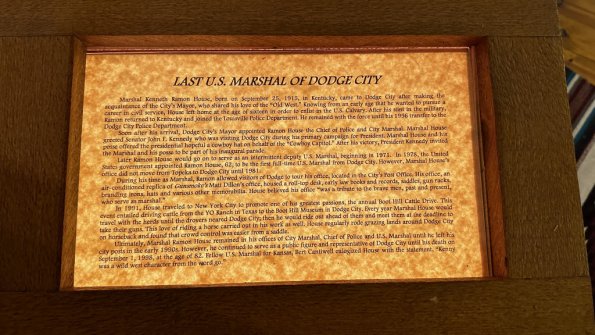 LAST U.S. MARSHAL OF DODGE CITY
Marshal Kenneth Ramon House, born on September 25, 1915, in Kentucky, came to Dodge City after making the
acquaintance of the City's Mayor, who shared his love of the "Old West." Knowing from an early age that he wanted to pursue a
career in civil service, House left home at the age of sixteen in order to enlist in the U.S. Calvary. After his stint in the military,
Ramon returned to Kentucky and joined the Louisville Police Department. He remained with the force until his 1956 transfer to the
Dodge City Police Department.
Soon after his arrival, Dodge City's Mayor appointed Ramon House the Chief of Police and City Marshal. Marshal House
greeted Senator John F. Kennedy who was visiting Dodge City during his primary campaign for President. Marshal House and his
posse offered the presidential hopeful a cowboy hat on behalf of the "Cowboy Capital." After his victory, President Kennedy invited
the Marshal and his posse to be part of his inaugural parade.
Later Ramon House would go on to serve as an intermittent deputy U.S. Marshal, beginning in 1971. In 1978, the United
States government appointed Ramon House, 62, to be the first full-time U.S. Marshal from Dodge City. However, Marshal House's
office did not move from Topeka to Dodge City until 1981.
During his time as Marshal, Ramon allowed visitors of Dodge to tour his office, located in the City's Post Office. His office, an
air-conditioned replica of Gunsmoke's Matt Dillon's office, housed a roll-top desk, early law books and records, saddles, gun racks,
branding irons, hats and various other memorabilia. House believed his office "was a tribute to the brave men, past and present,
who serve as marshal."
In 1991, House traveled to New York City to promote one of his greatest passions, the annual Boot Hill Cattle Drive. This
event entailed driving cattle from the YO Ranch in Texas to the Boot Hill Museum in Dodge City. Every year Marshal House would
travel with the herds until the drovers neared Dodge City, then he would ride out ahead of them and meet them at the deadline to
take their guns. This love of riding a horse carried out in his work as well. House regularly rode grazing lands around Dodge City
on horseback and found that crowd control was easier from a saddle.
Ultimately, Marshal Ramon House remained in his offices of City Marshal, Chief of Police and U.S. Marshal until he left his
city posts in the early 1980s. However, he continued to serve as a public figure and representative of Dodge City until his death on
September 1, 1998, at the age of 82. Fellow U.S. Marshal for Kansas, Bert Cantwell eulogized House with the statement, "Kenny
was a wild west character from the word go."